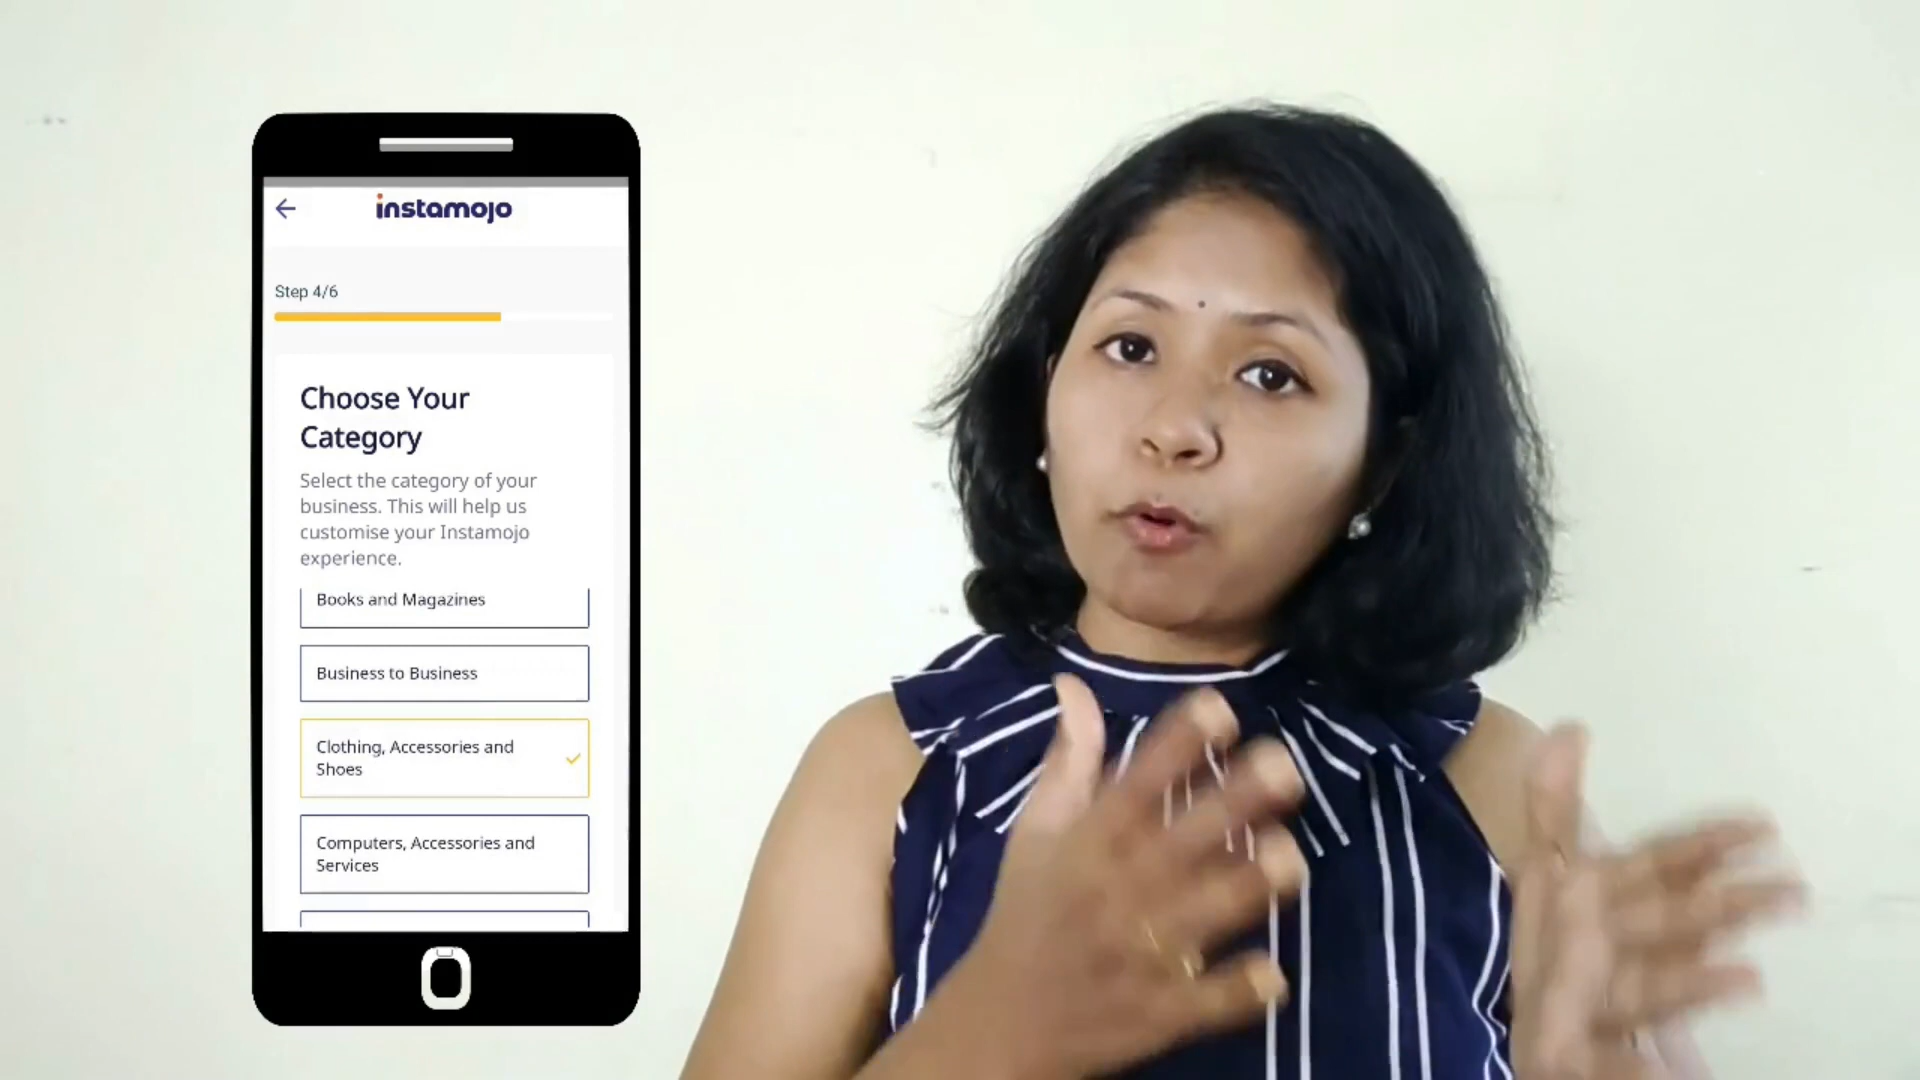 instamojo
Step 4/6
Choose Your
Category
Select the category of your
business. This will help us
customise your Instamojo
experience.
Books and Magazines
Business to Business
Clothing, Accessories and
Shoes
Computers, Accessories and
Services